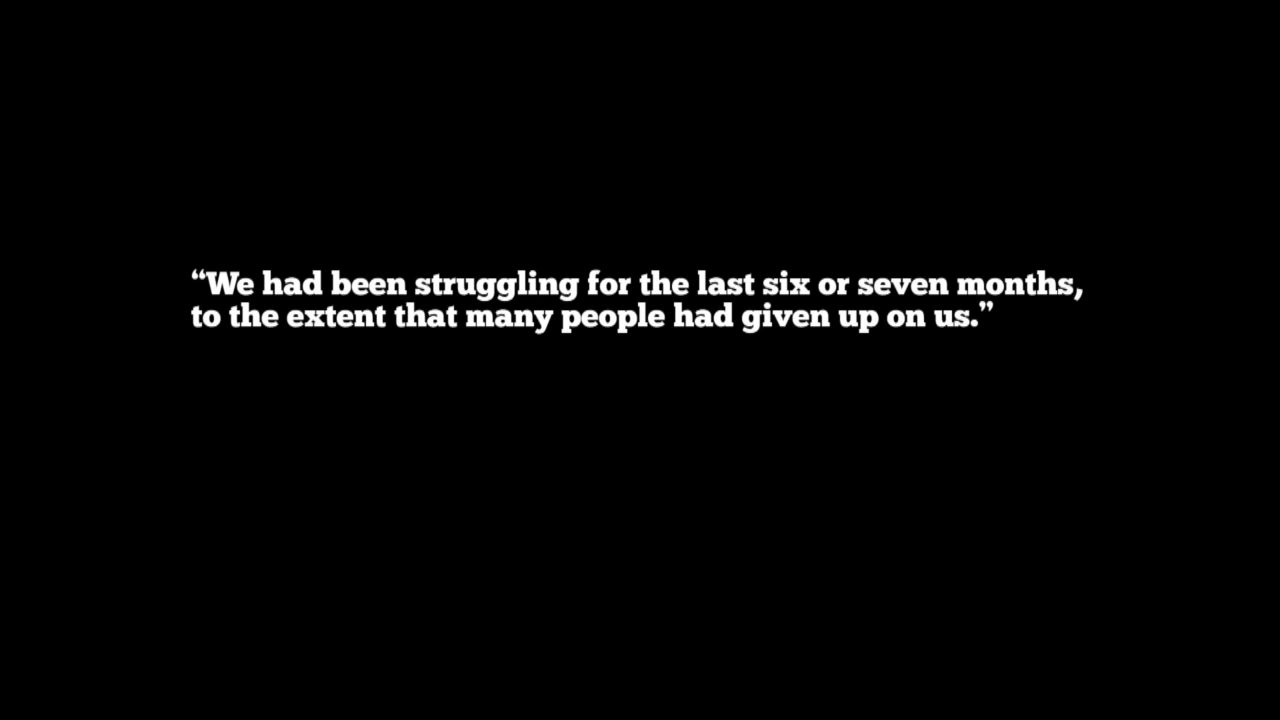 “We had been struggling for the last six or seven months,
to the extent that many people had given up on us.”